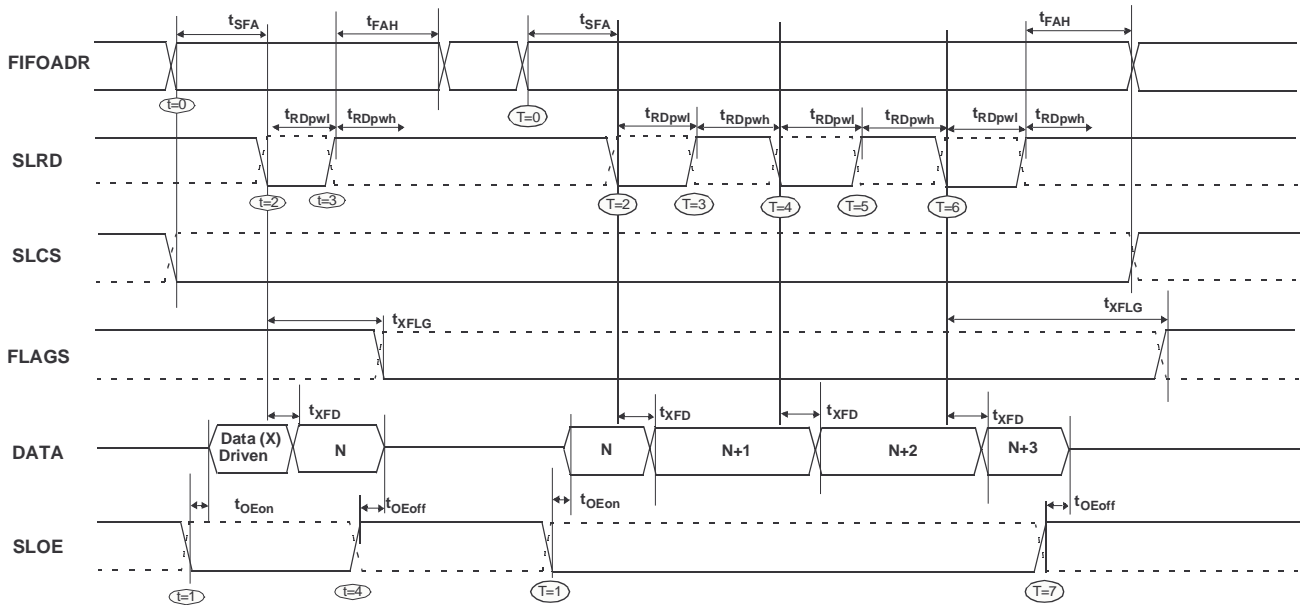 tSFA tFAH tSFA tFAH
FIFOADR
t=0 T=0
tRDpwl tRDpwh tRDpwl tRDpwh tRDpwl tRDpwh tRDpwl tRDpwh
SLRD
t=2 t=3 T=2 T=3 T=4 T=5 T=6
SLCS
tXFLG tXFLG
FLAGS
tXFD tXFD tXFD tXFD
DATA
Data (X)
Driven
N N N+1 N+2 N+3
tOEon tOEoff tOEon tOEoff
SLOE
t=1 t=4 T=1 T=7